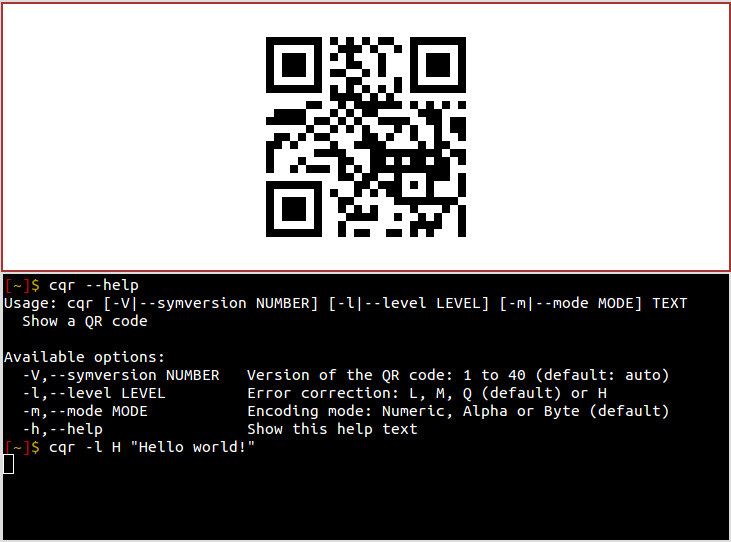 [~]$ cqr --help
Usage: cqr [-V|--symversion NUMBER] [-l|--level LEVEL] [-m|--mode MODE] TEXT
  Show a QR code

Available options:
  -V,--symversion NUMBER   Version of the QR code: 1 to 40 (default: auto)
  -l,--level LEVEL         Error correction: L, M, Q (default) or H
  -m,--mode MODE           Encoding mode: Numeric, Alpha or Byte (default)
  -h,--help                Show this help text
[~]$ cqr -l H "Hello world!"